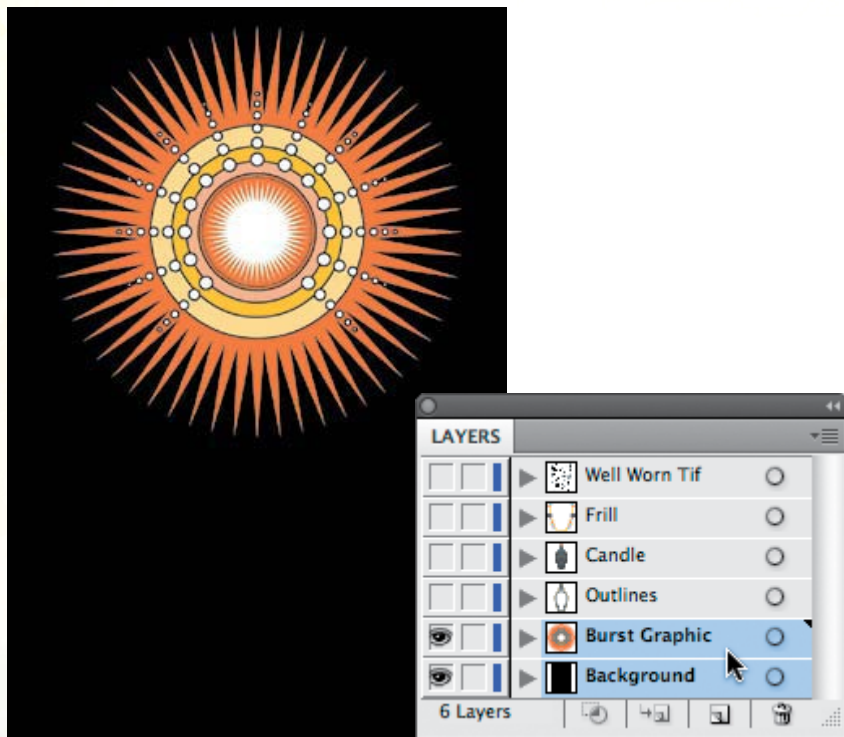 LAYERS
Well Worn Tif
Frill
Candle
Outlines
Burst Graphic
Background
6 Layers